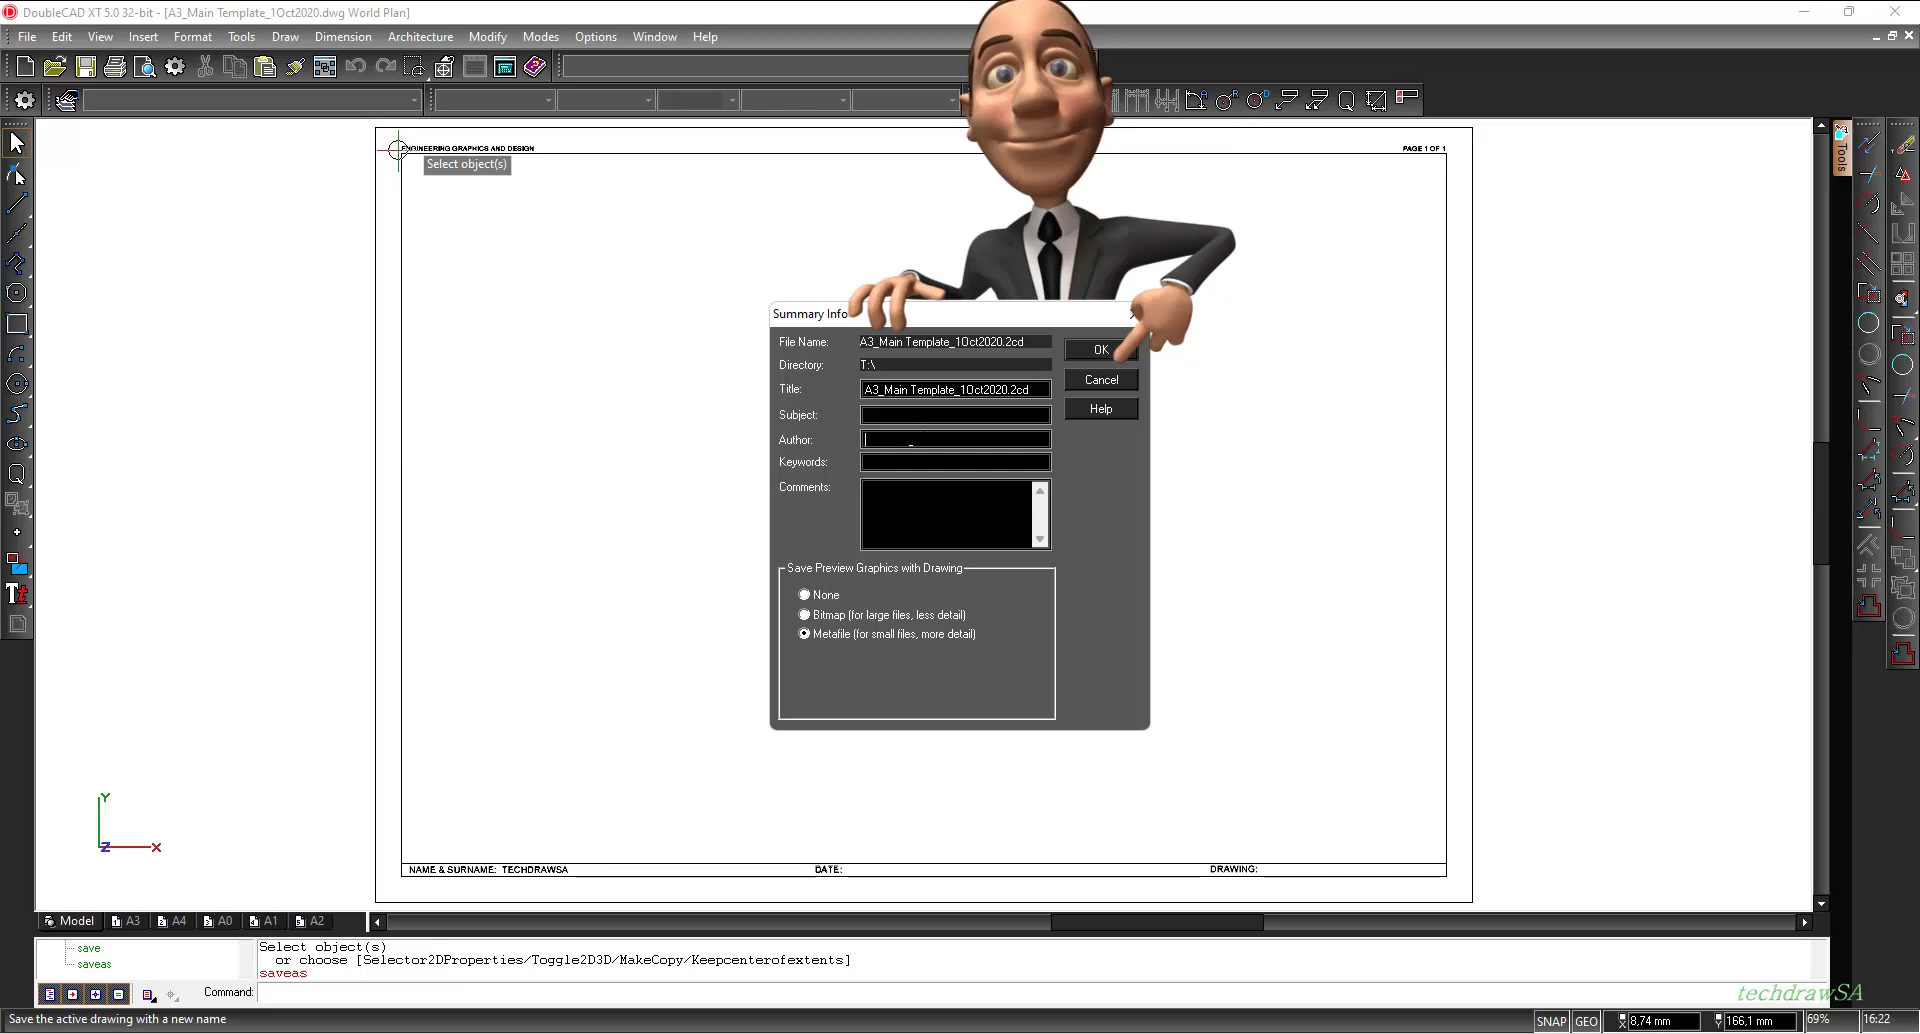 DoubleCAD XT 5.0 32-bit - [A3_Main Template_1Oct2020.dwg World Plan]
File Edit View Insert Format Tools Draw Dimension Architecture Modify Modes Options Window Help
ENGINEERING GRAPHICS AND DESIGN
PAGE 1 OF 1
Select object(s)
Tools
Summary Info
File Name: A3_Main Template_1Oct2020.2cd
OK
Directory: T:\
Cancel
Title: A3_Main Template_1Oct2020.2cd
Help
Subject:
Author:
Keywords:
Comments:
Save Preview Graphics with Drawing
None
Bitmap (for large files, less detail)
Metafile (for small files, more detail)
Y
Z X
NAME & SURNAME: TECHDRAWSA DATE: DRAWING:
Model A3 A4 A0 A1 A2
save
saveas
Select object(s)
or choose [Selector2DProperties/Toggle2D3D/MakeCopy/Keepcenterofextents]
saveas
Command:
techdrawSA
Save the active drawing with a new name
SNAP GEO X 8,74 mm Y 166,1 mm 69% 16:22